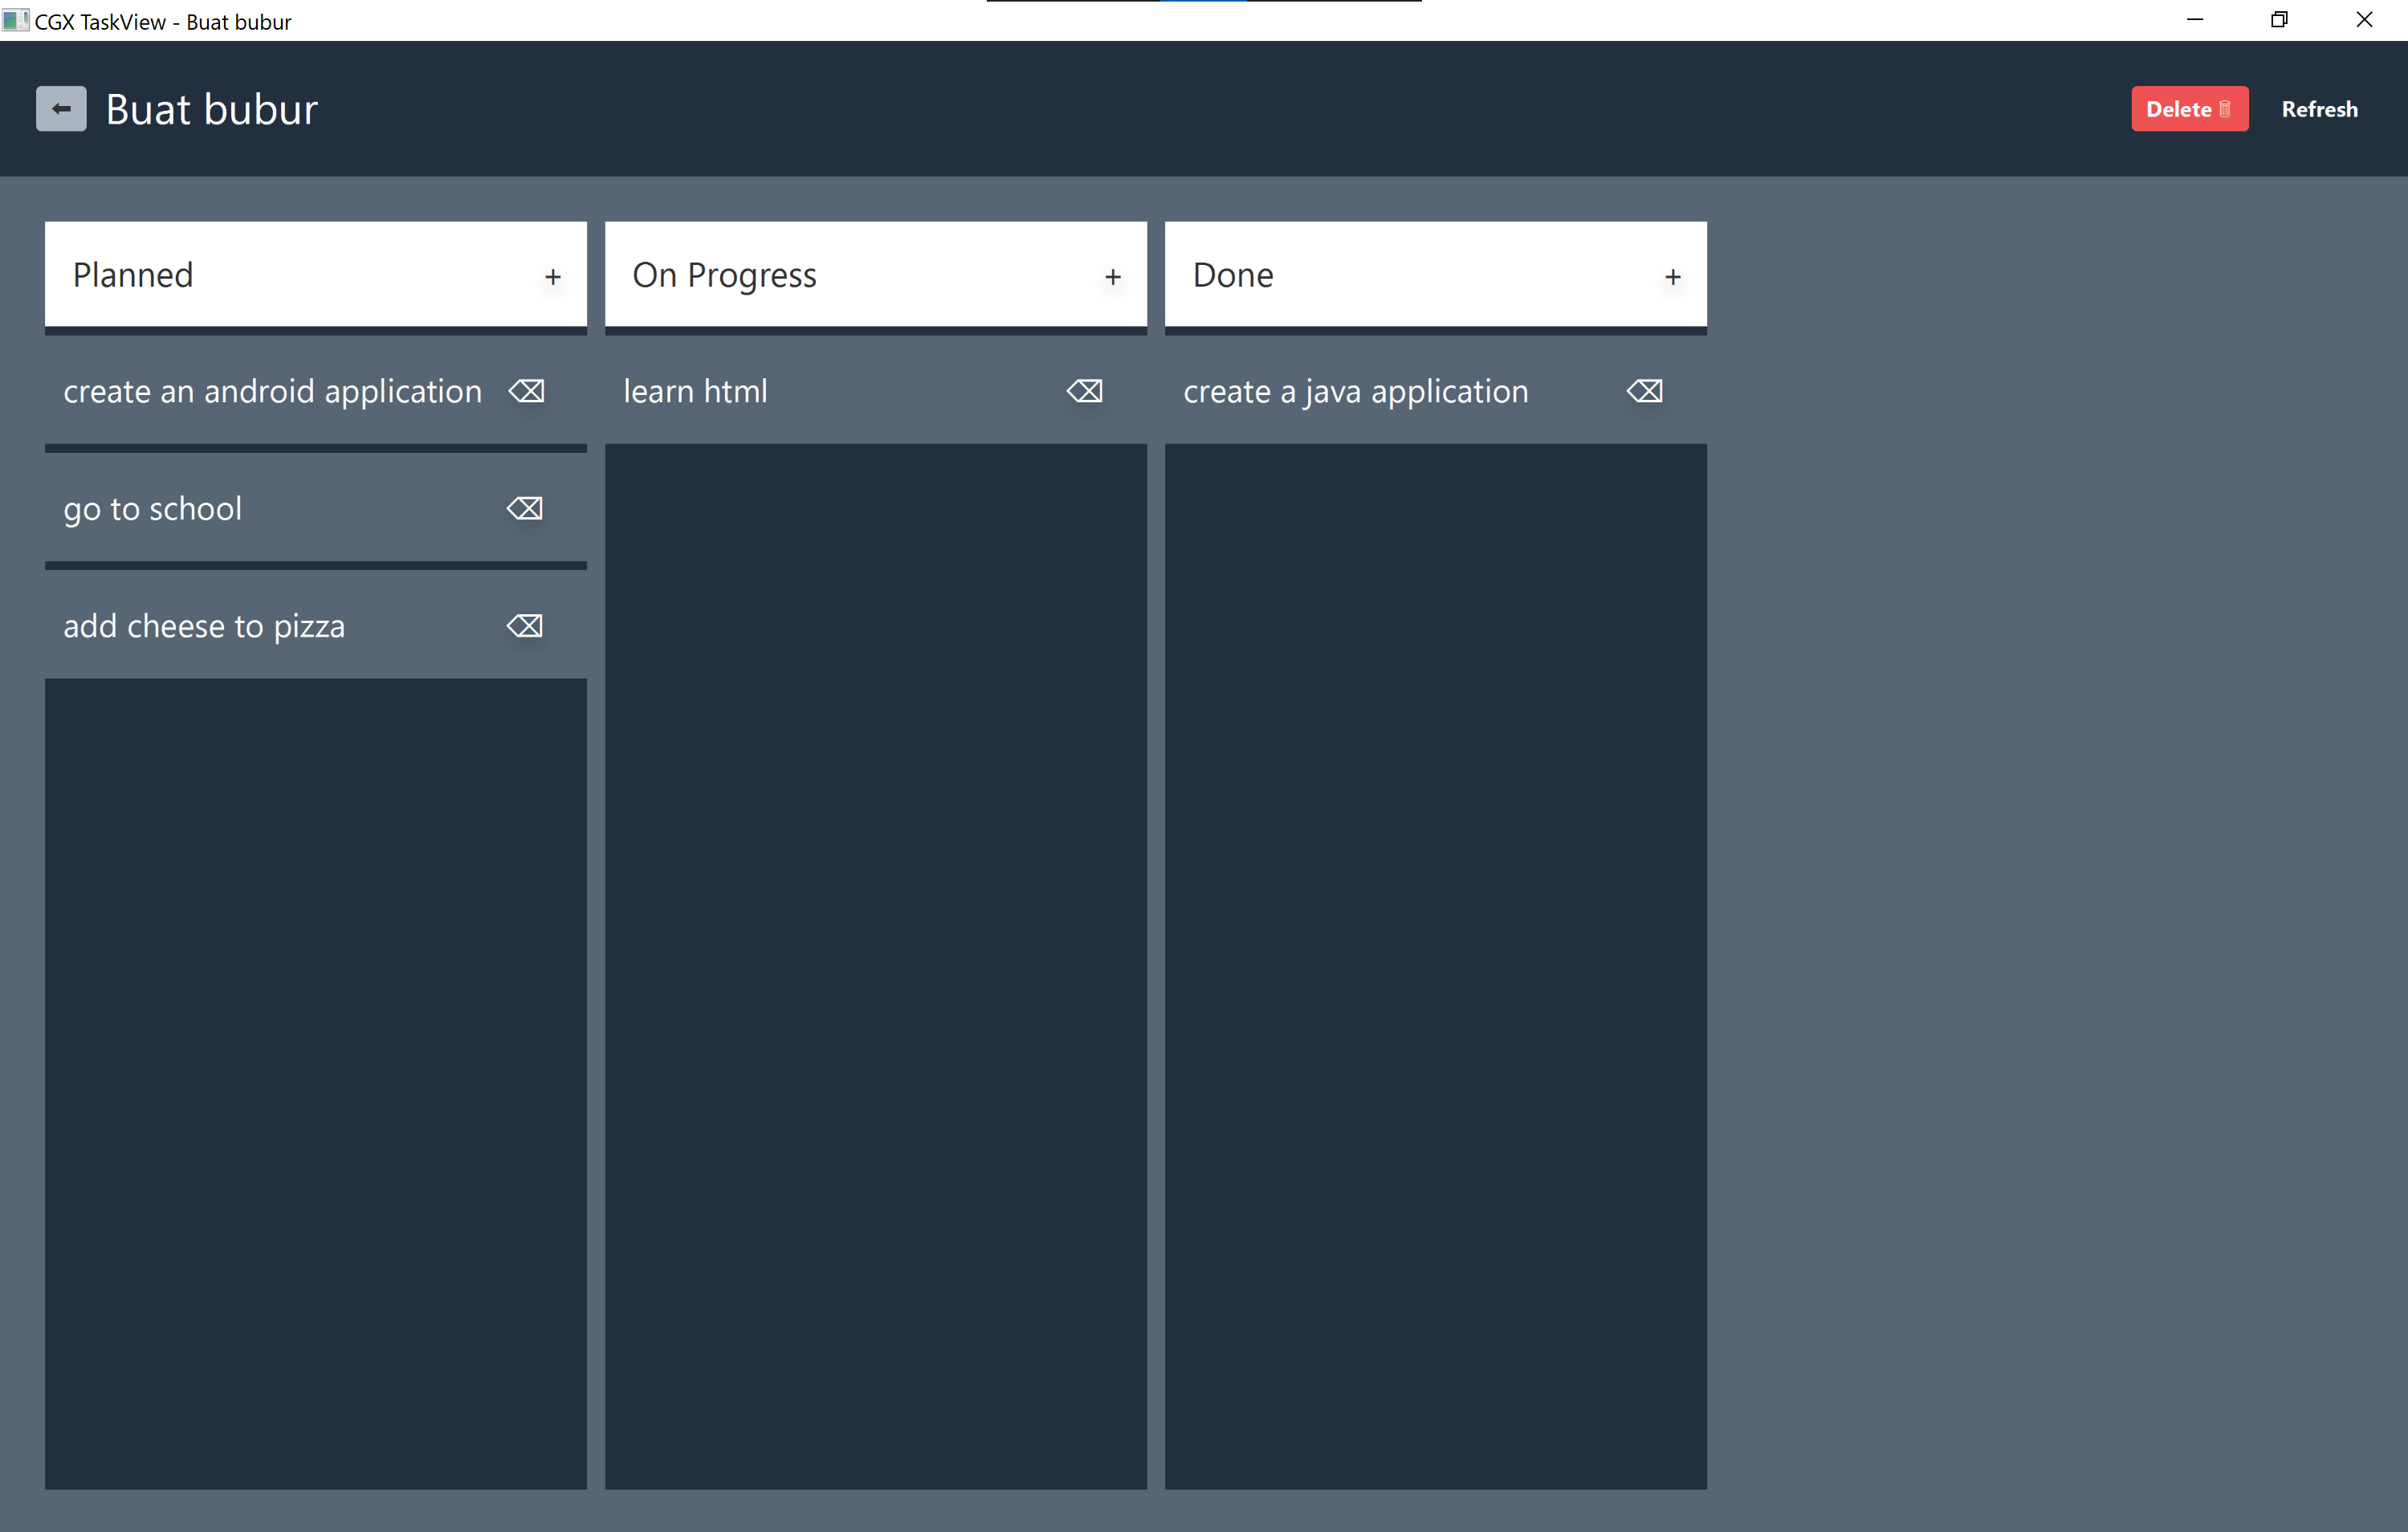 CGX TaskView - Buat bubur
Buat bubur
Delete
Refresh
Planned +
On Progress +
Done +
create an android application
learn html
create a java application
go to school
add cheese to pizza